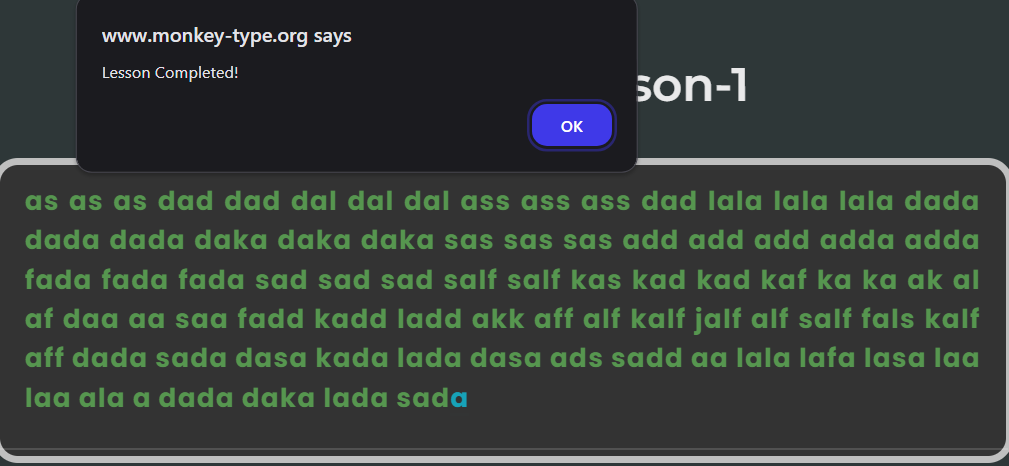 www.monkey-type.org says
Lesson Completed!
OK
son-1
as as as dad dad dal dal dal ass ass ass dad lala lala lala dada
dada dada daka daka daka sas sas sas add add add adda adda
fada fada fada sad sad sad salf salf kas kad kad kaf ka ka ak al
af daa aa saa fadd kadd ladd akk aff alf kalf jalf alf salf fals kalf
aff dada sada dasa kada lada dasa ads sadd aa lala lafa lasa laa
laa ala a dada daka lada sada